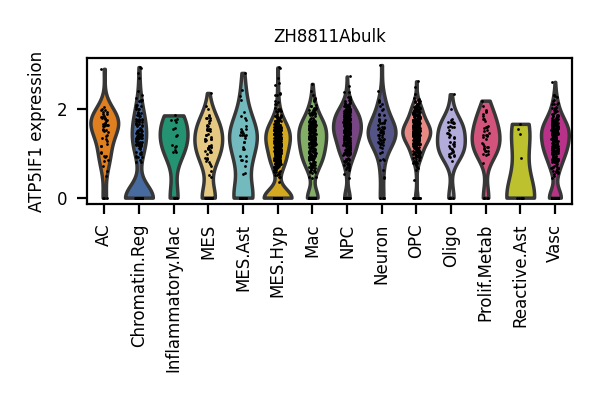 ZH8811Abulk
ATP5IF1 expression
2
0
AC
Chromatin.Reg
Inflammatory.Mac
MES
MES.Ast
MES.Hyp
Mac
NPC
Neuron
OPC
Oligo
Prolif.Metab
Reactive.Ast
Vasc